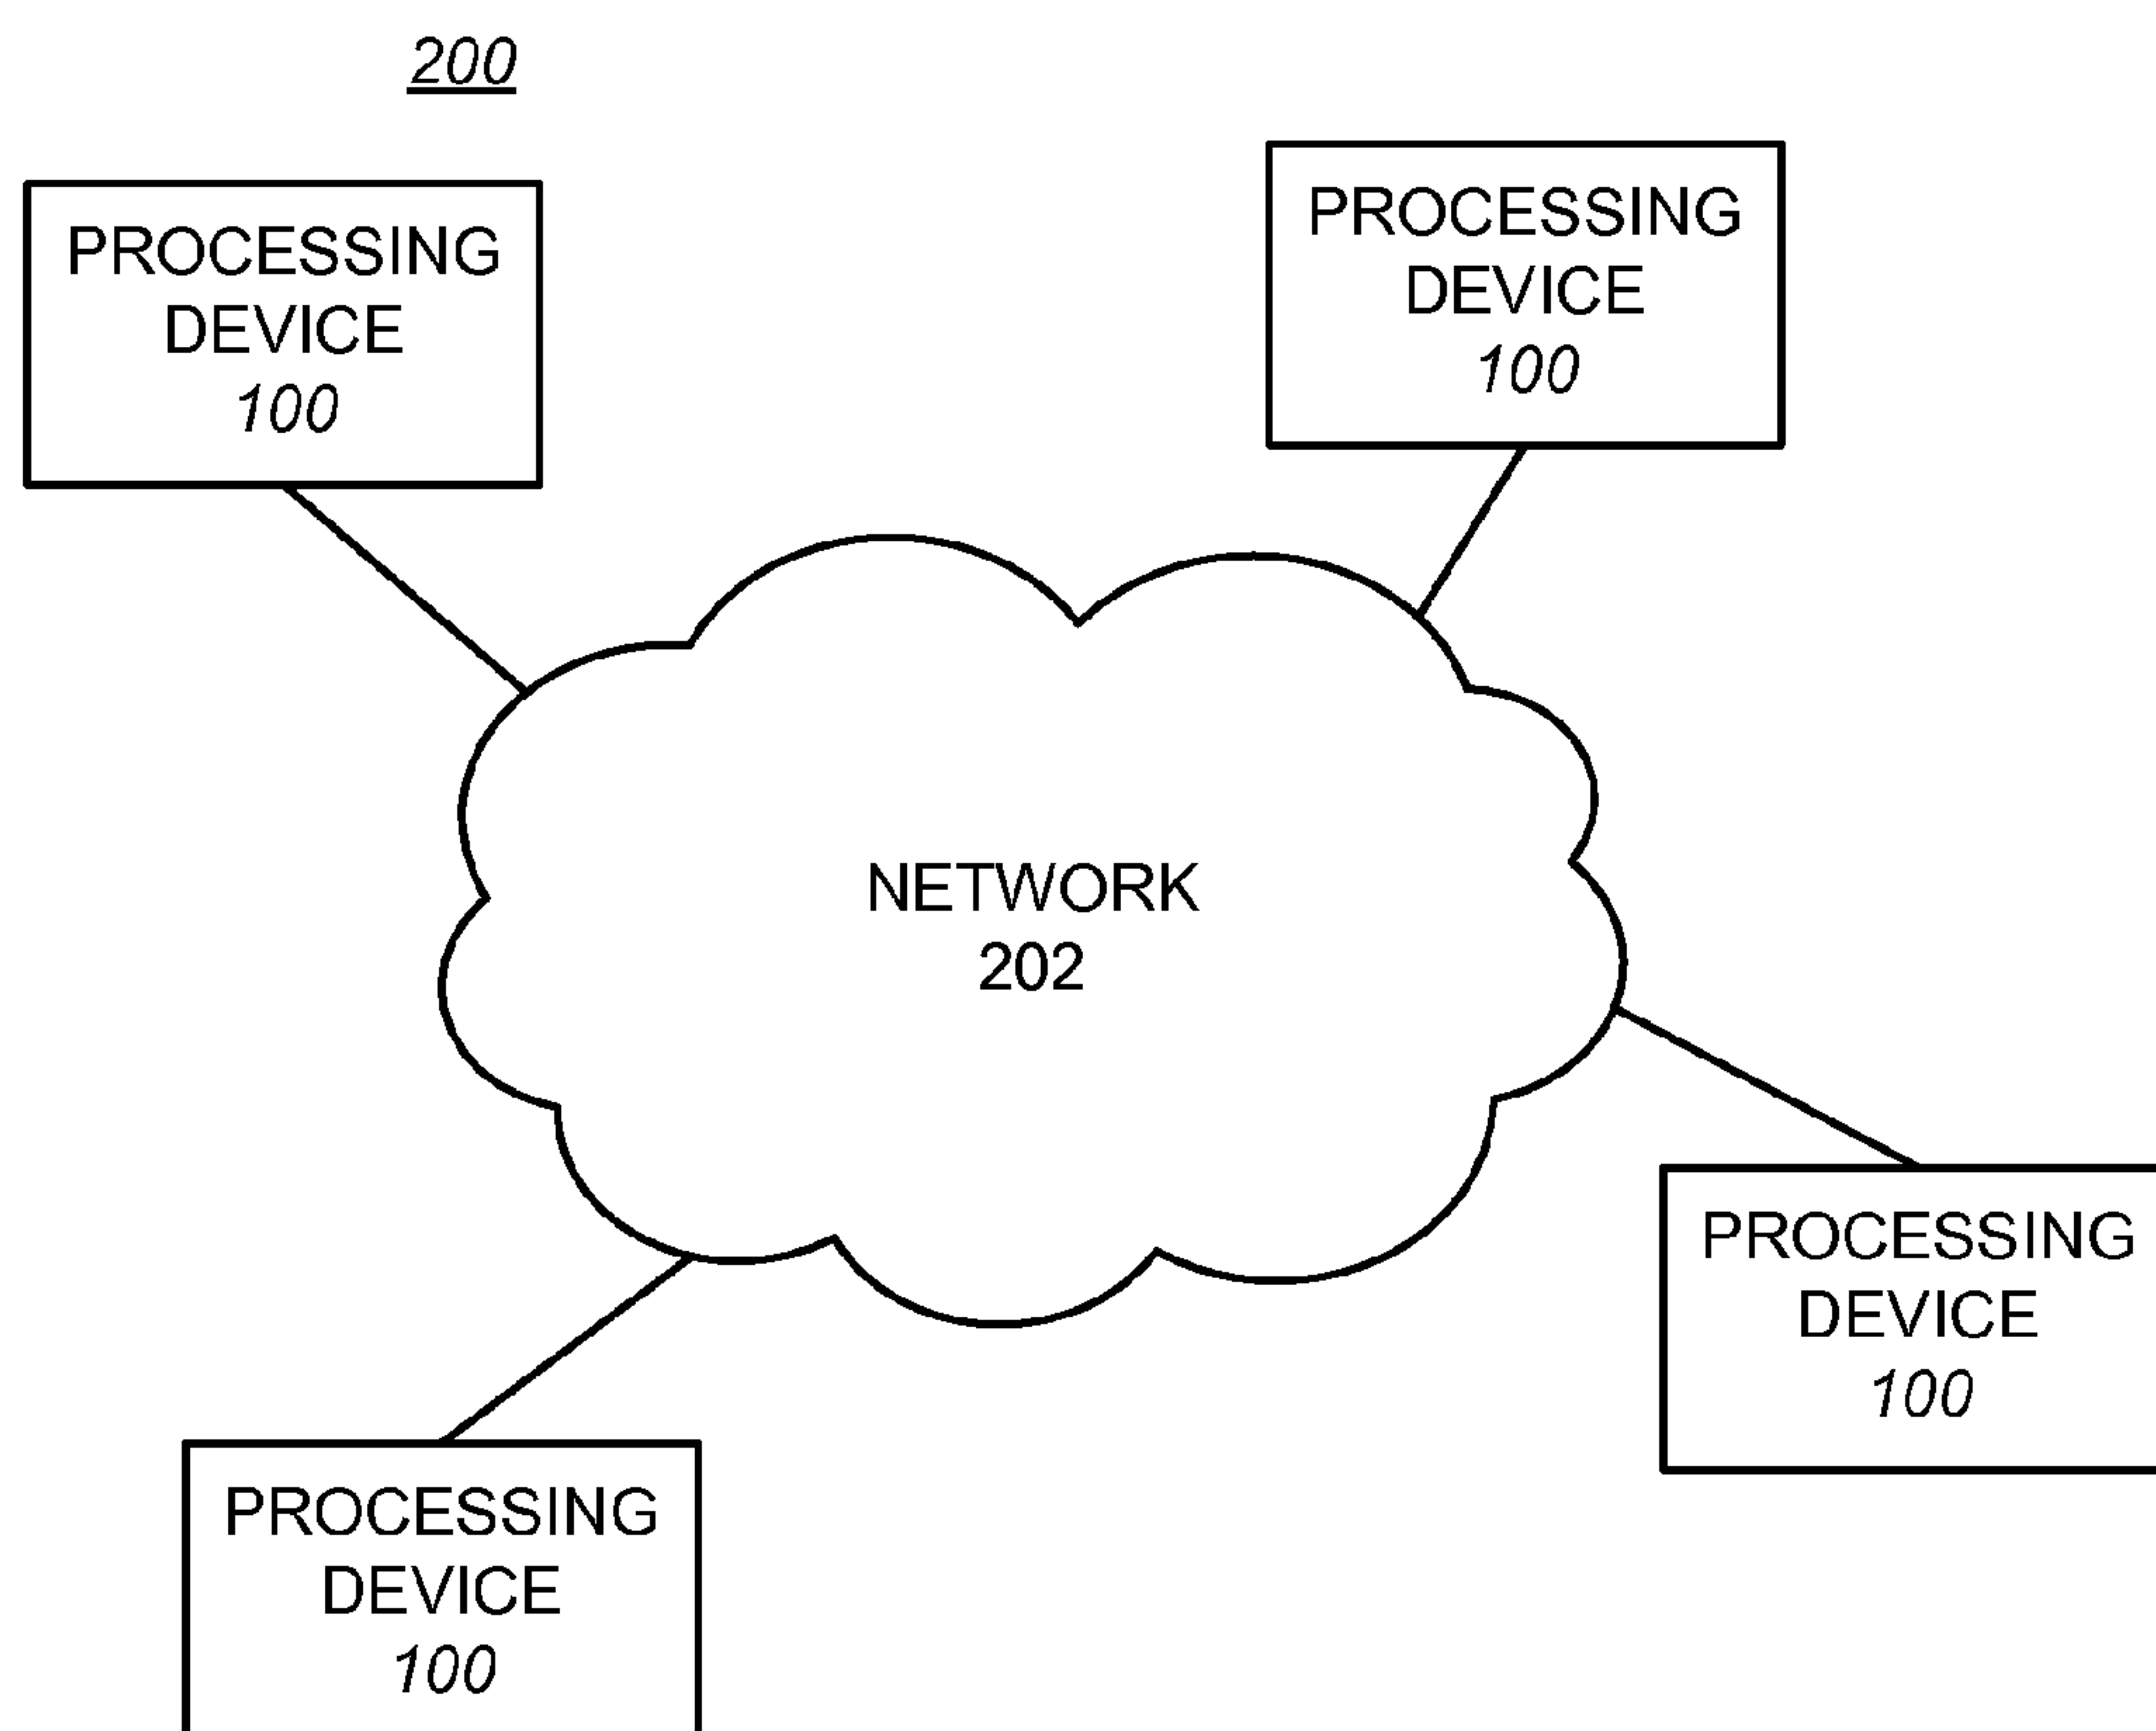 200
PROCESSING
DEVICE
100
PROCESSING
DEVICE
100
NETWORK
202
PROCESSING
DEVICE
100
PROCESSING
DEVICE
100